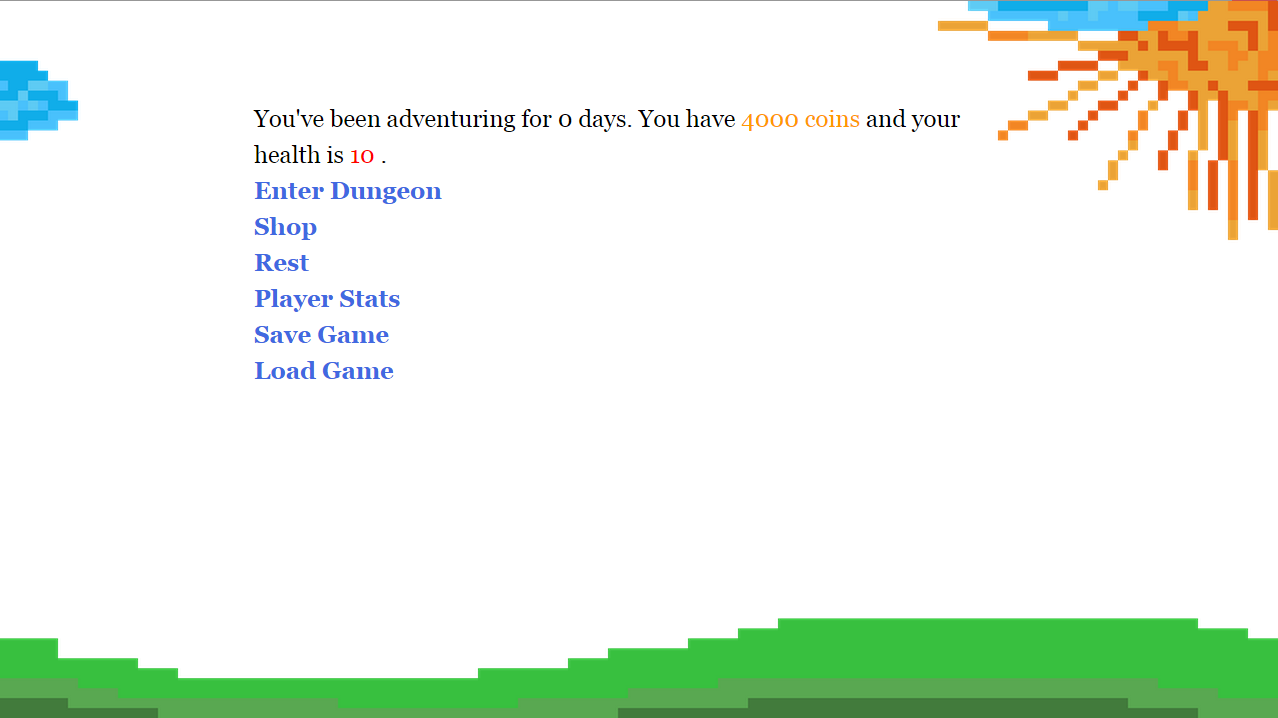 You've been adventuring for 0 days. You have 4000 coins and your
health is 10 .
Enter Dungeon
Shop
Rest
Player Stats
Save Game
Load Game